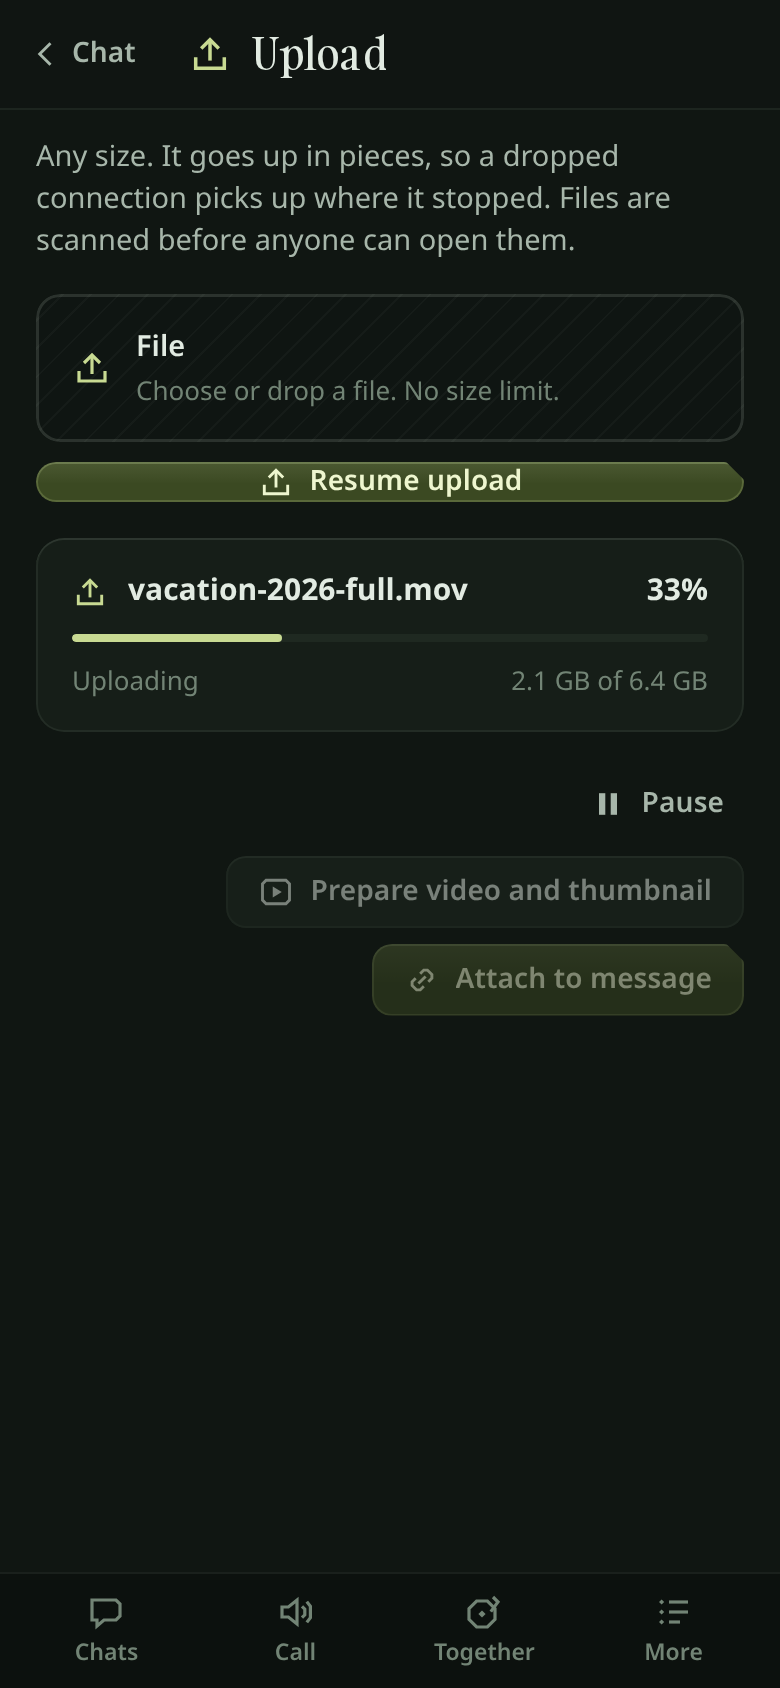 Chat
Upload
Any size. It goes up in pieces, so a dropped
connection picks up where it stopped. Files are
scanned before anyone can open them.
File
Choose or drop a file. No size limit.
Resume upload
vacation-2026-full.mov 33%
Uploading 2.1 GB of 6.4 GB
Pause
Prepare video and thumbnail
Attach to message
Chats Call Together More